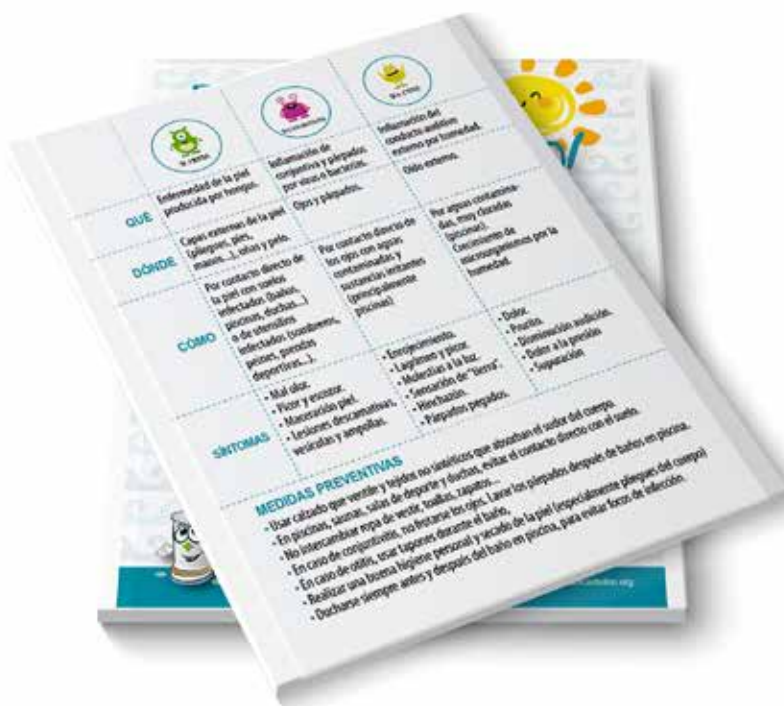 QUÉ
Enfermedad de la piel
producida por hongos.
Inflamación de
conjuntiva y párpados
por virus o bacterias.
Inflamación del
conducto auditivo
externo por humedad.
DÓNDE
Capas externas de la piel
(pliegues, pies,
manos...), uñas y pelo.
Ojos y párpados.
Oído externo.
CÓMO
Por contacto directo de
la piel con suelos
infectados (baños,
piscinas, duchas...)
o de utensilios
infectados (sombreros,
peines, prendas
deportivas...).
Por contacto directo de
los ojos con aguas
contaminadas y
sustancias irritantes
(principalmente
piscinas)
Por aguas contamina-
das, muy cloradas
(piscinas).
Crecimiento de
microorganismos por la
humedad.
SÍNTOMAS
• Mal olor.
• Picor y escozor.
• Maceración piel.
• Lesiones descamativas,
vesículas y ampollas.
• Enrojecimiento.
• Lagrimeo y picor.
• Molestias a la luz.
• Sensación de "tierra".
• Hinchazón.
• Párpados pegados.
• Dolor.
• Prurito.
• Disminución audición.
• Dolor a la presión
• Supuración
MEDIDAS PREVENTIVAS
• Usar calzado que ventile y tejidos no sintéticos que absorban el sudor del cuerpo.
• En piscinas, saunas, salas de deporte y duchas, evitar el contacto directo con el suelo.
• No intercambiar ropa de vestir, toallas, zapatos...
• En caso de conjuntivitis, no frotarse los ojos. Lavar los párpados después de baños en piscina.
• En caso de otitis, usar tapones durante el baño.
• Realizar una buena higiene personal y secado de la piel (especialmente pliegues del cuerpo)
• Ducharse siempre antes y después del baño en piscina, para evitar focos de infección.